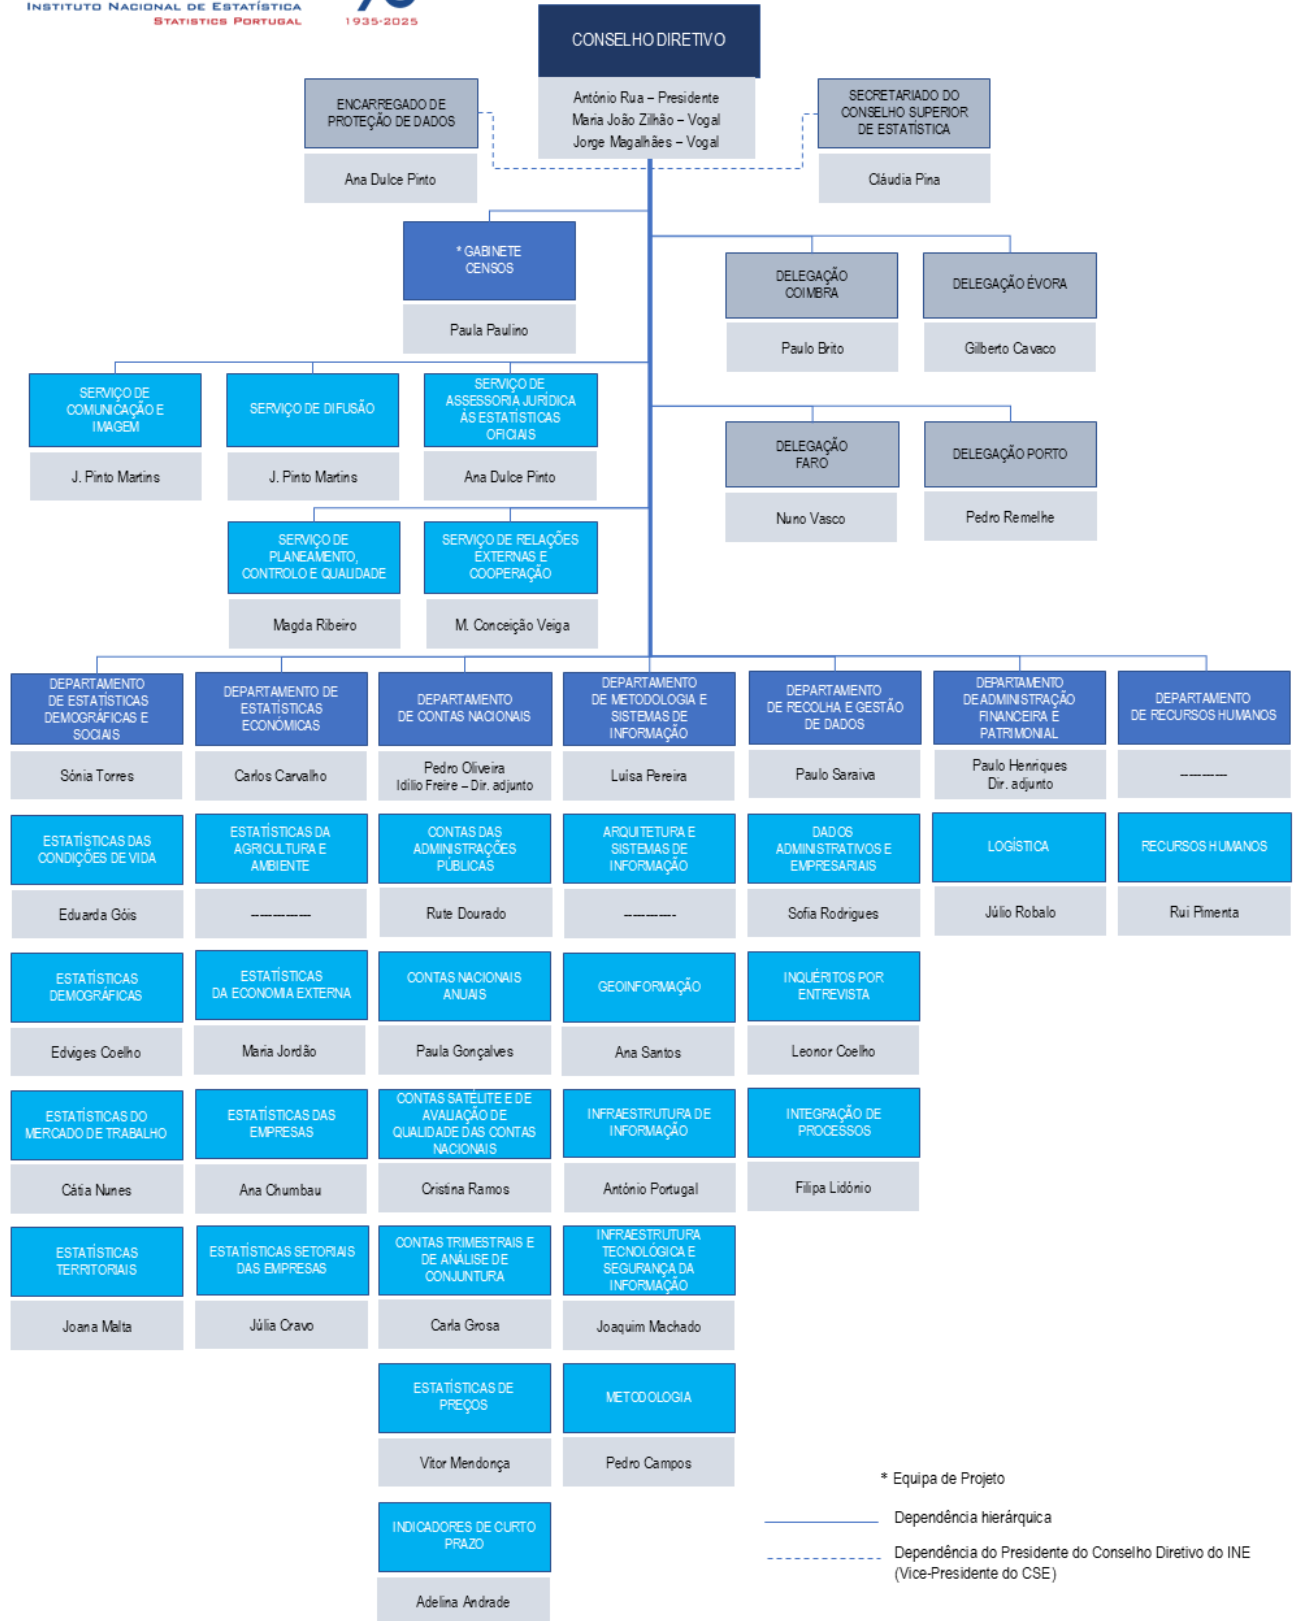 INSTITUTO NACIONAL DE ESTATÍSTICA
STATISTICS PORTUGAL
1935-2025
CONSELHO DIRETIVO
António Rua – Presidente
Maria João Zilhão – Vogal
Jorge Magalhães – Vogal
ENCARREGADO DE
PROTEÇÃO DE DADOS
Ana Dulce Pinto
SECRETARIADO DO
CONSELHO SUPERIOR
DE ESTATÍSTICA
Cláudia Pina
* GABINETE
CENSOS
Paula Paulino
DELEGAÇÃO
COIMBRA
Paulo Brito
DELEGAÇÃO ÉVORA
Gilberto Cavaco
SERVIÇO DE
COMUNICAÇÃO E
IMAGEM
J. Pinto Martins
SERVIÇO DE DIFUSÃO
J. Pinto Martins
SERVIÇO DE
ASSESSORIA JURÍDICA
ÀS ESTATÍSTICAS
OFICIAIS
Ana Dulce Pinto
DELEGAÇÃO
FARO
Nuno Vasco
DELEGAÇÃO PORTO
Pedro Remelhe
SERVIÇO DE
PLANEAMENTO,
CONTROLO E QUALIDADE
Magda Ribeiro
SERVIÇO DE RELAÇÕES
EXTERNAS E
COOPERAÇÃO
M. Conceição Veiga
DEPARTAMENTO
DE ESTATÍSTICAS
DEMOGRÁFICAS E
SOCIAIS
Sónia Torres
DEPARTAMENTO DE
ESTATÍSTICAS
ECONÓMICAS
Carlos Carvalho
DEPARTAMENTO
DE CONTAS NACIONAIS
Pedro Oliveira
Idílio Freire – Dir. adjunto
DEPARTAMENTO
DE METODOLOGIA E
SISTEMAS DE
INFORMAÇÃO
Luísa Pereira
DEPARTAMENTO
DE RECOLHA E GESTÃO
DE DADOS
Paulo Saraiva
DEPARTAMENTO
DE ADMINISTRAÇÃO
FINANCEIRA E
PATRIMONIAL
Paulo Henriques
Dir. adjunto
DEPARTAMENTO
DE RECURSOS HUMANOS
-----------
ESTATÍSTICAS DAS
CONDIÇÕES DE VIDA
Eduarda Góis
ESTATÍSTICAS DA
AGRICULTURA E
AMBIENTE
--------------
CONTAS DAS
ADMINISTRAÇÕES
PÚBLICAS
Rute Dourado
ARQUITETURA E
SISTEMAS DE
INFORMAÇÃO
------------
DADOS
ADMINISTRATIVOS E
EMPRESARIAIS
Sofia Rodrigues
LOGÍSTICA
Júlio Robalo
RECURSOS HUMANOS
Rui Pimenta
ESTATÍSTICAS
DEMOGRÁFICAS
Edviges Coelho
ESTATÍSTICAS
DA ECONOMIA EXTERNA
Maria Jordão
CONTAS NACIONAIS
ANUAIS
Paula Gonçalves
GEOINFORMAÇÃO
Ana Santos
INQUÉRITOS POR
ENTREVISTA
Leonor Coelho
ESTATÍSTICAS DO
MERCADO DE TRABALHO
Cátia Nunes
ESTATÍSTICAS DAS
EMPRESAS
Ana Chumbau
CONTAS SATÉLITE E DE
AVALIAÇÃO DE
QUALIDADE DAS CONTAS
NACIONAIS
Cristina Ramos
INFRAESTRUTURA DE
INFORMAÇÃO
António Portugal
INTEGRAÇÃO DE
PROCESSOS
Filipa Lidónio
ESTATÍSTICAS
TERRITORIAIS
Joana Malta
ESTATÍSTICAS SETORIAIS
DAS EMPRESAS
Júlia Cravo
CONTAS TRIMESTRAIS E
DE ANÁLISE DE
CONJUNTURA
Carla Grosa
INFRAESTRUTURA
TECNOLÓGICA E
SEGURANÇA DA
INFORMAÇÃO
Joaquim Machado
ESTATÍSTICAS DE
PREÇOS
Vítor Mendonça
METODOLOGIA
Pedro Campos
INDICADORES DE CURTO
PRAZO
Adelina Andrade
* Equipa de Projeto
Dependência hierárquica
Dependência do Presidente do Conselho Diretivo do INE
(Vice-Presidente do CSE)